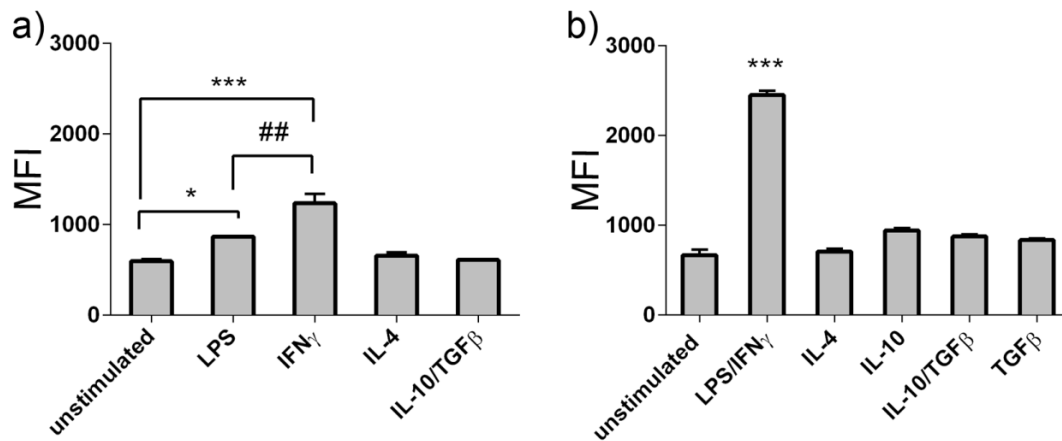 a)
MFI
3000
2000
1000
0
***
##
*
unstimulated
LPS
IFNγ
IL-4
IL-10/TGFβ
b)
MFI
3000
2000
1000
0
***
unstimulated
LPS/IFNγ
IL-4
IL-10
IL-10/TGFβ
TGFβ